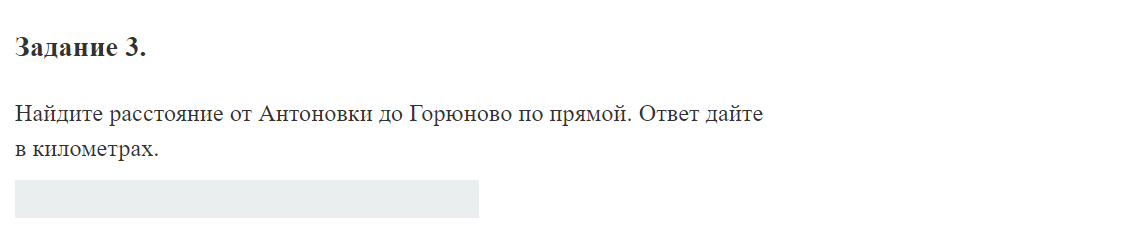 Задание 3.
Найдите расстояние от Антоновки до Горюново по прямой. Ответ дайте
в километрах.